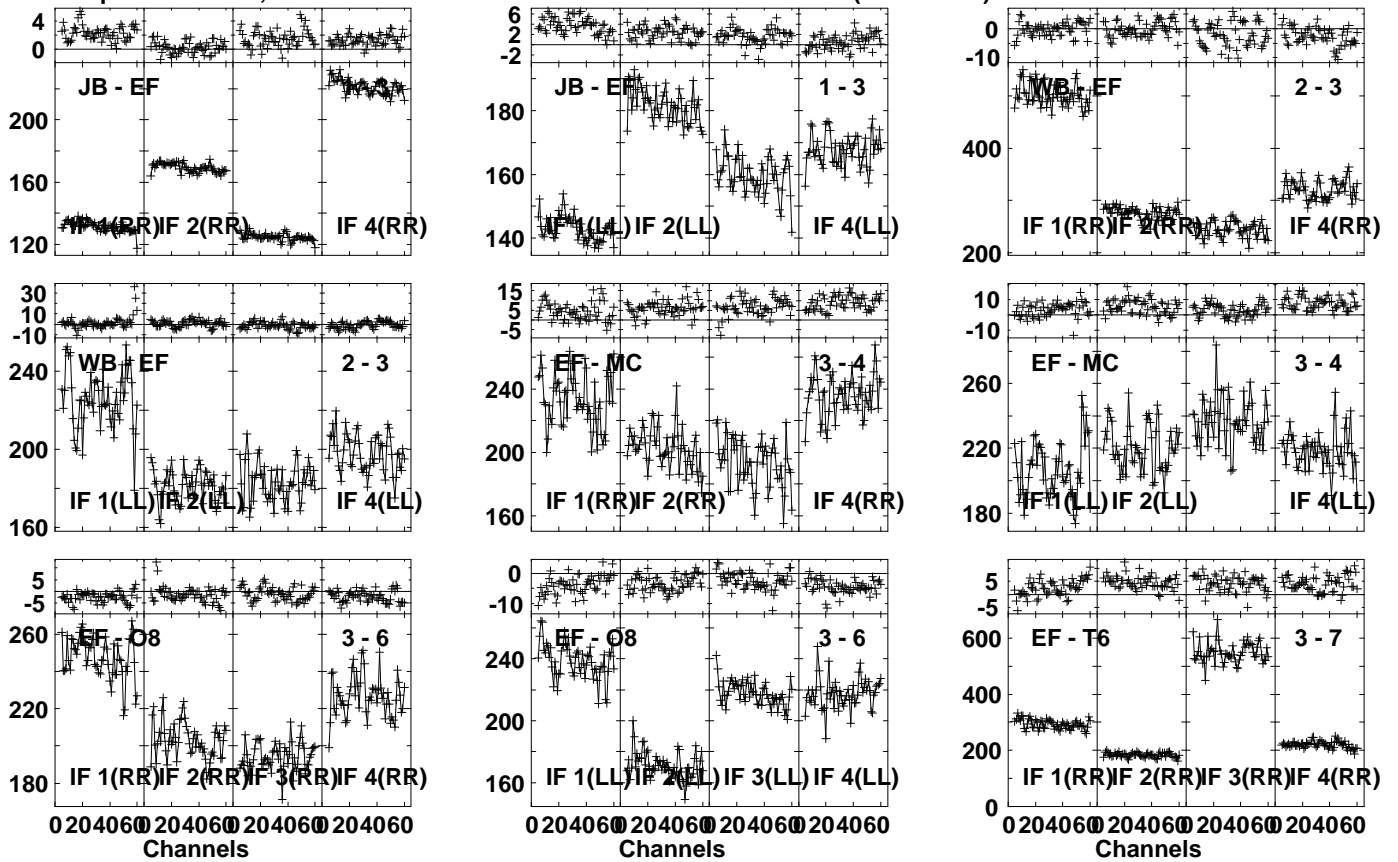 4
0
JB - EF
- 3
200
160
120
IF 1(RR) IF 2(RR) IF 4(RR)
6
2
-2
JB - EF
1 - 3
180
160
140
IF 1(LL) IF 2(LL) IF 4(LL)
0
-10
WB - EF
2 - 3
400
200
IF 1(RR) IF 2(RR) IF 4(RR)
30
10
-10
WB - EF
2 - 3
240
200
160
IF 1(LL) IF 2(LL) IF 4(LL)
15
5
-5
EF - MC
3 - 4
240
200
160
IF 1(RR) IF 2(RR) IF 4(RR)
10
0
-10
EF - MC
3 - 4
260
220
180
IF 1(LL) IF 2(LL) IF 4(LL)
5
-5
EF - O8
3 - 6
260
220
180
IF 1(RR) IF 2(RR) IF 3(RR) IF 4(RR)
0 204060 0 204060 0 204060 0 204060
Channels
0
-10
EF - O8
3 - 6
240
200
160
IF 1(LL) IF 2(LL) IF 3(LL) IF 4(LL)
0 204060 0 204060 0 204060 0 204060
Channels
5
-5
EF - T6
3 - 7
600
400
200
0
IF 1(RR) IF 2(RR) IF 3(RR) IF 4(RR)
0 204060 0 204060 0 204060 0 204060
Channels